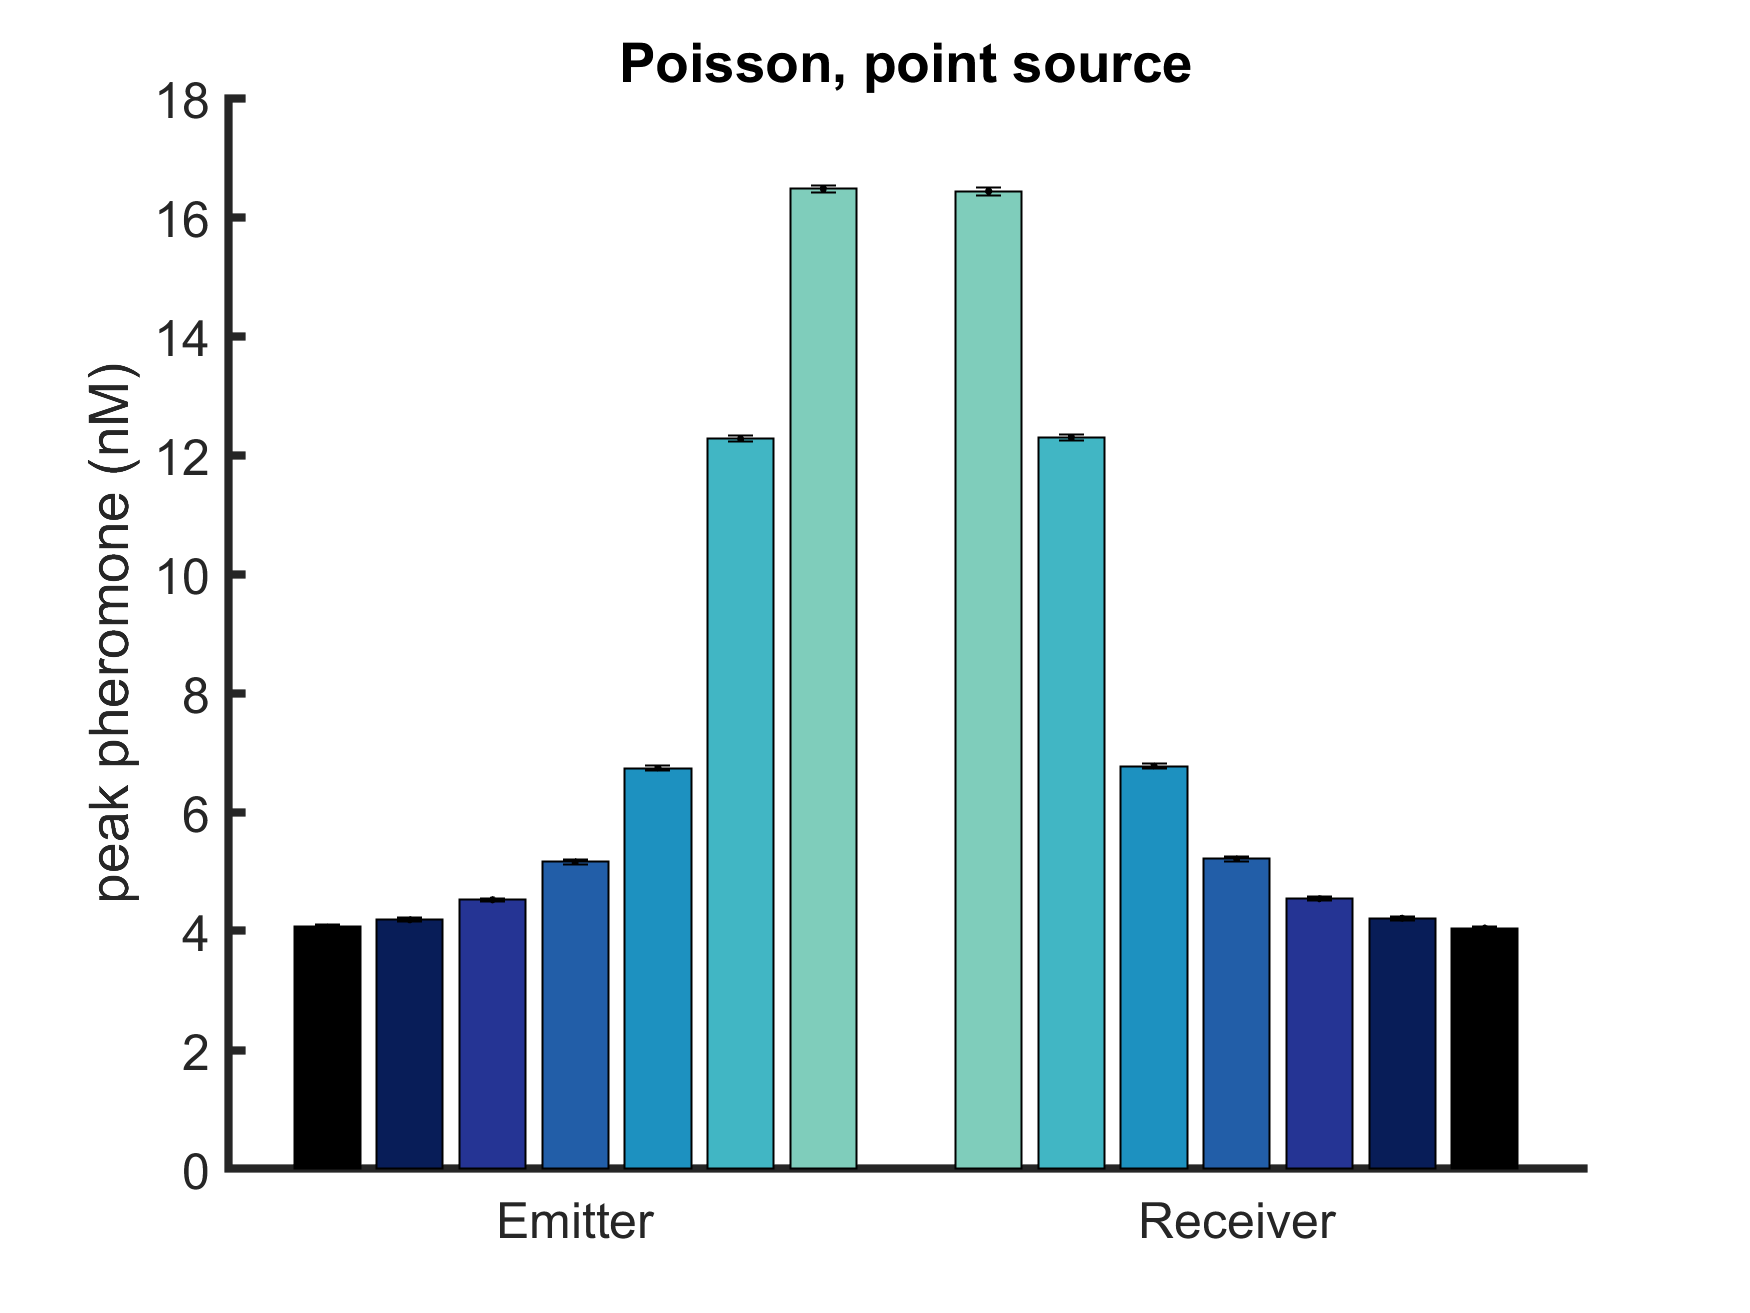 Poisson, point source
18
16
14
12
10
8
6
4
2
0
peak pheromone (nM)
Emitter
Receiver